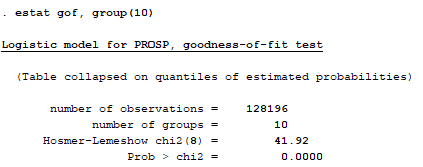 . estat gof, group(10)
Logistic model for PROSP, goodness-of-fit test
(Table collapsed on quantiles of estimated probabilities)
number of observations = 128196
number of groups = 10
Hosmer-Lemeshow chi2(8) = 41.92
Prob > chi2 = 0.0000